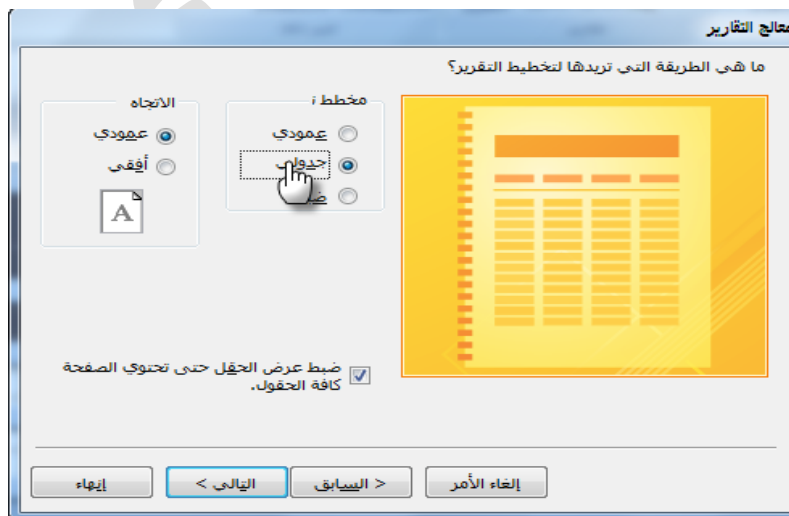 معالج التقارير
ما هي الطريقة التي تريدها لتخطيط التقرير؟
مخطط
عمودي
جدولي
الاتجاه
عمودي
أفقي
A
ضبط عرض الحقل حتى تحتوي الصفحة
كافة الحقول.
إلغاء الأمر
< السابق
التالي >
إنهاء